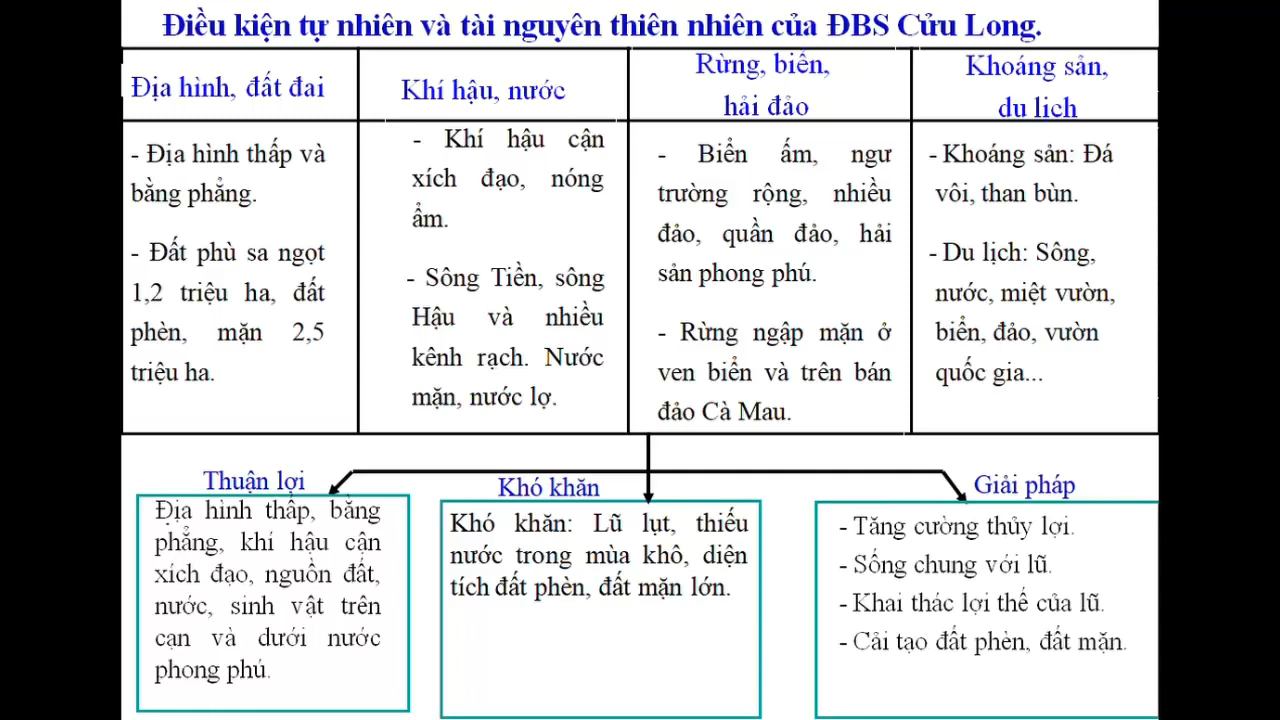 Điều kiện tự nhiên và tài nguyên thiên nhiên của ĐBS Cửu Long.
Địa hình, đất đai
- Địa hình thấp và
bằng phẳng.
- Đất phù sa ngọt
1,2 triệu ha, đất
phèn, mặn 2,5
triệu ha.
Khí hậu, nước
- Khí hậu cận
xích đạo, nóng
ẩm.
- Sông Tiền, sông
Hậu và nhiều
kênh rạch. Nước
mặn, nước lợ.
Rừng, biển,
hải đảo
- Biển ấm, ngư
trường rộng, nhiều
đảo, quần đảo, hải
sản phong phú.
- Rừng ngập mặn ở
ven biển và trên bán
đảo Cà Mau.
Khoáng sản,
du lịch
- Khoáng sản: Đá
vôi, than bùn.
- Du lịch: Sông,
nước, miệt vườn,
biển, đảo, vườn
quốc gia...
Thuận lợi
Địa hình thấp, bằng
phẳng, khí hậu cận
xích đạo, nguồn đất,
nước, sinh vật trên
cạn và dưới nước
phong phú.
Khó khăn
Khó khăn: Lũ lụt, thiếu
nước trong mùa khô, diện
tích đất phèn, đất mặn lớn.
Giải pháp
- Tăng cường thủy lợi.
- Sống chung với lũ.
- Khai thác lợi thế của lũ.
- Cải tạo đất phèn, đất mặn.